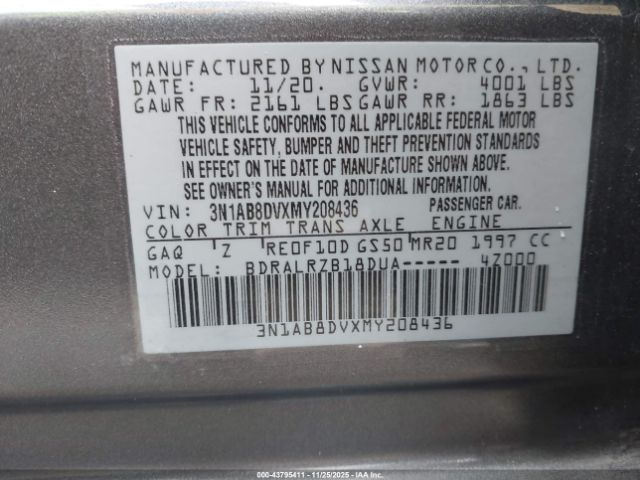 MANUFACTURED BY NISSAN MOTOR CO., LTD.
DATE: 11/20. GVWR: 4001 LBS
GAWR FR: 2161 LBS GAWR RR: 1863 LBS
THIS VEHICLE CONFORMS TO ALL APPLICABLE FEDERAL MOTOR
VEHICLE SAFETY, BUMPER AND THEFT PREVENTION STANDARDS
IN EFFECT ON THE DATE OF MANUFACTURE SHOWN ABOVE.
SEE OWNER'S MANUAL FOR ADDITIONAL INFORMATION.
VIN: 3N1AB8DVXMY208436 PASSENGER CAR.
COLOR TRIM TRANS AXLE ENGINE
GAQ Z RE0F10D GS50 MR20 1997 CC
MODEL: BDRALRZB18DUA----- 4Z000
3N1AB8DVXMY208436
© 43795411 - 11/25/2025 - IAA, Inc.